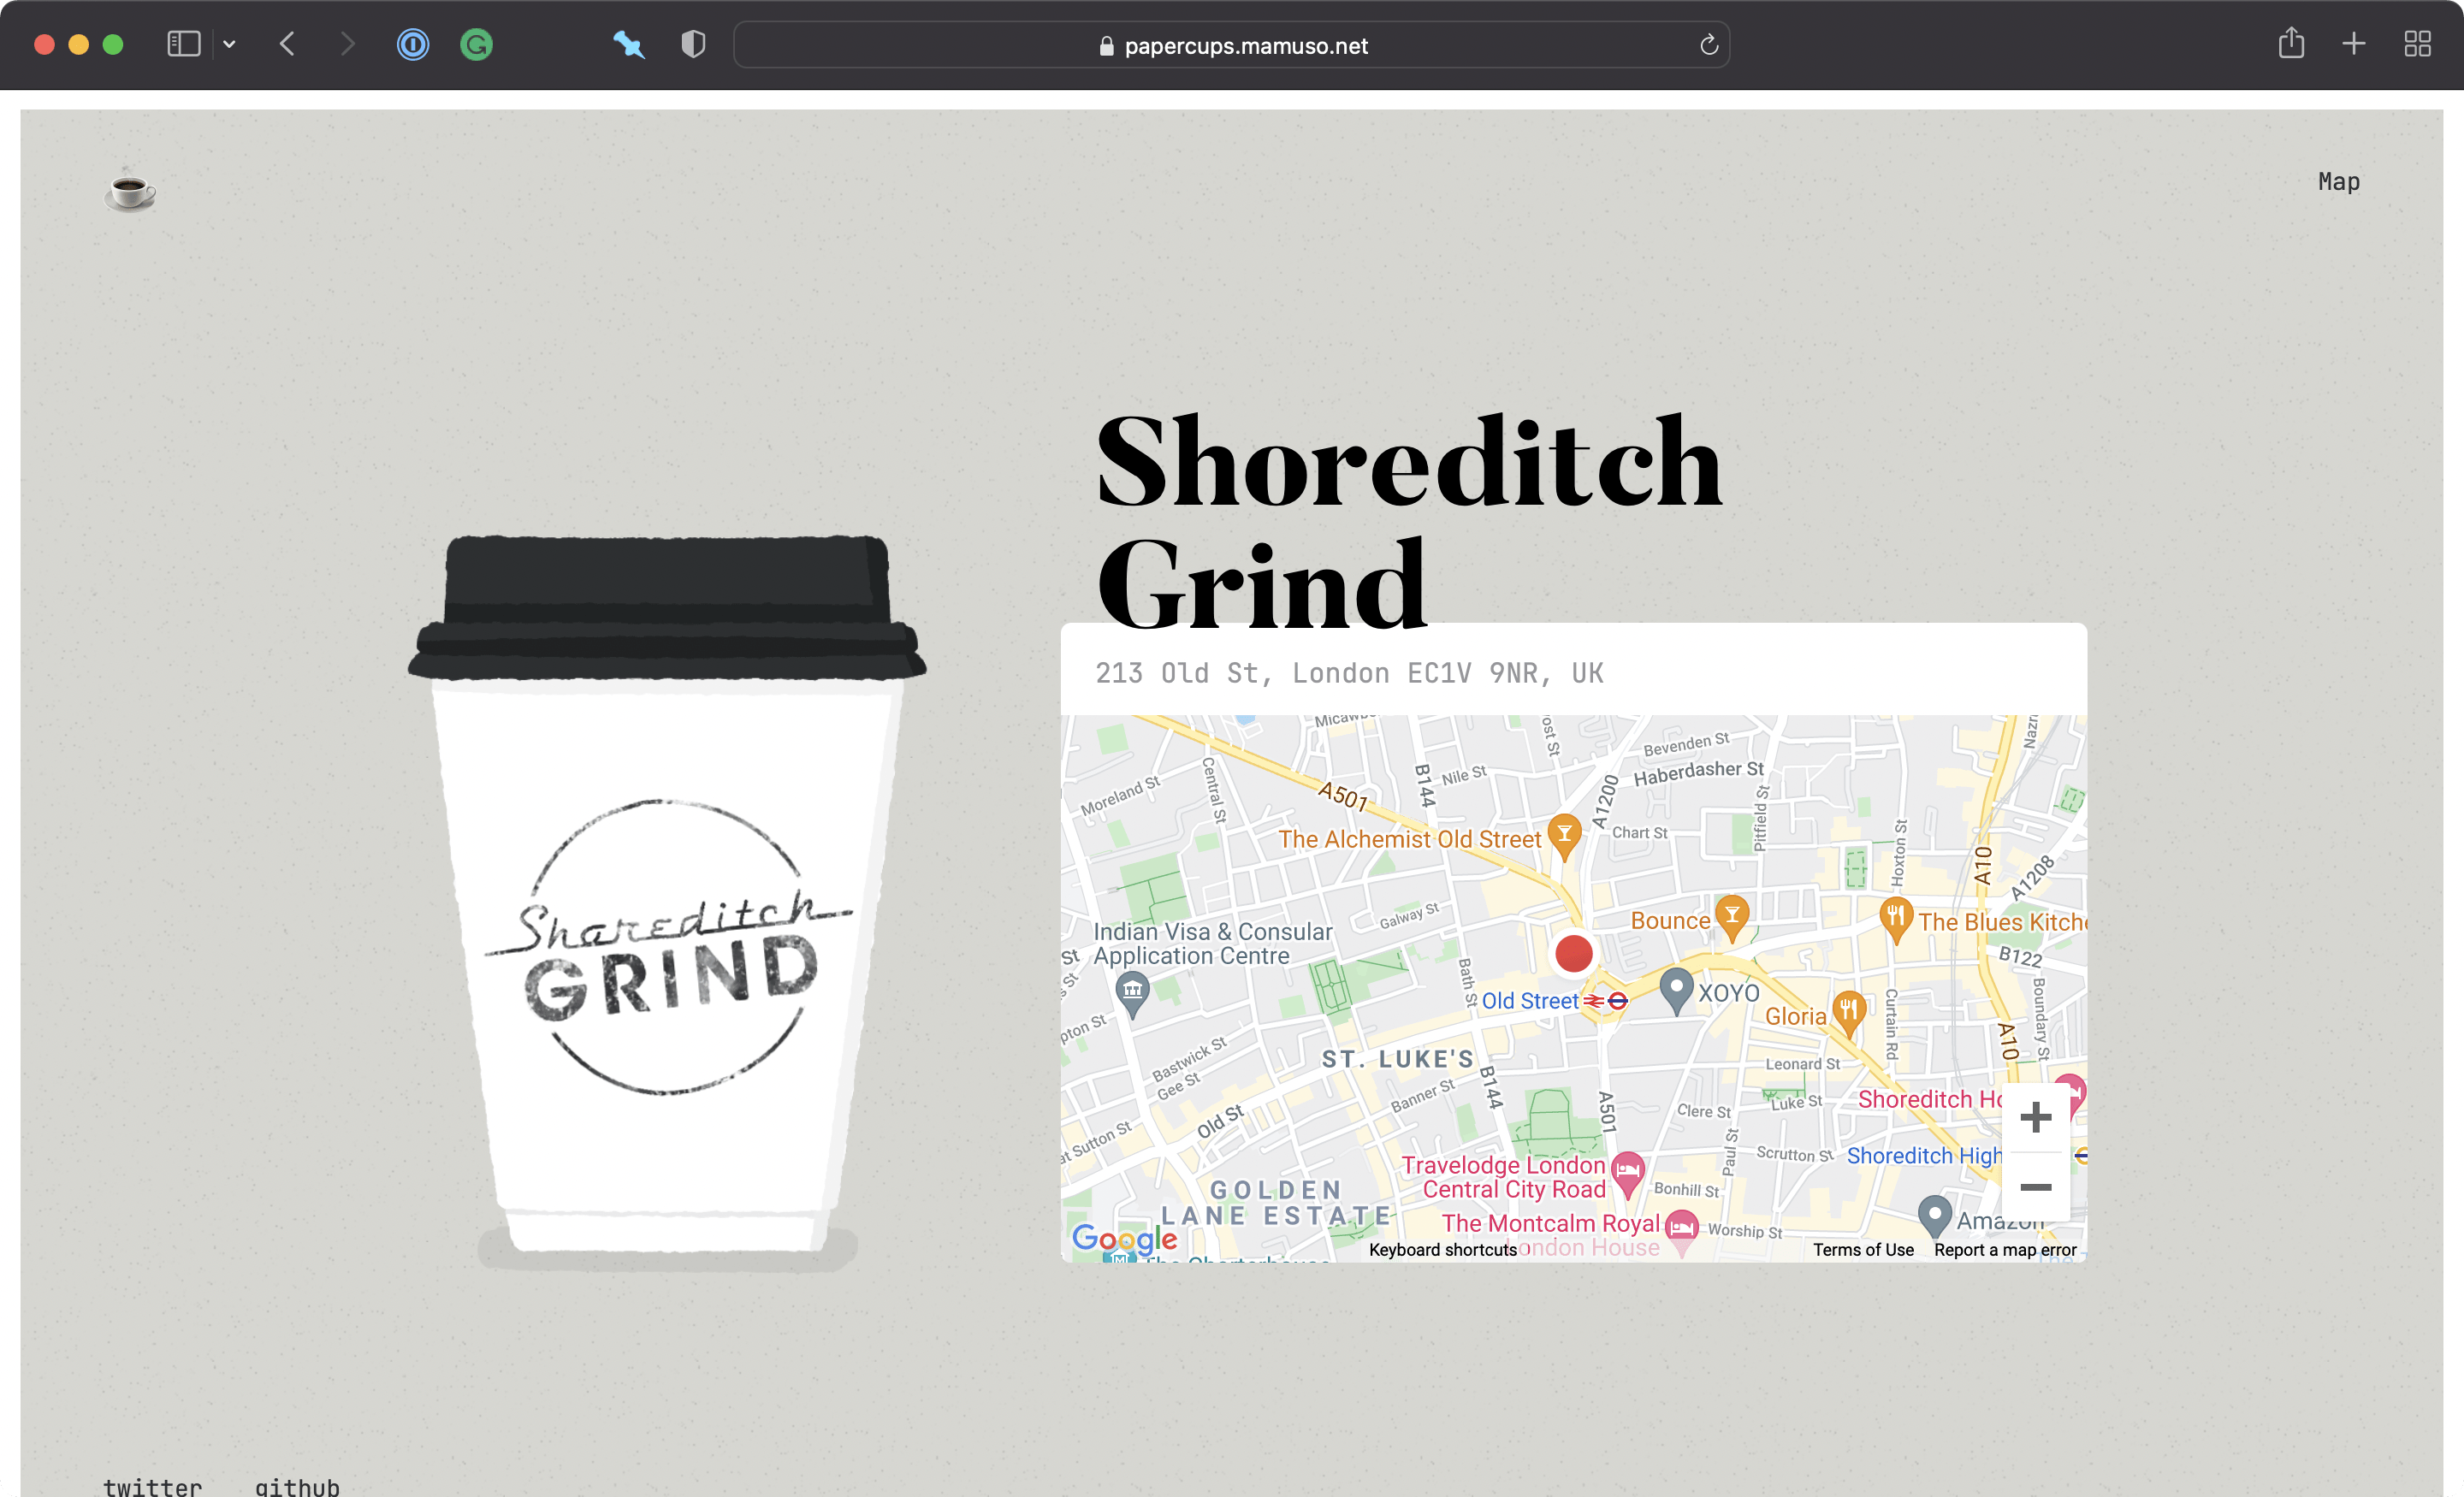 papercups.mamuso.net
Map
Shoreditch
Grind
213 Old St, London EC1V 9NR, UK
Shoreditch
GRIND
Moreland St
Central St
A501
B144
Nile St
A1200
Bevenden St
Haberdasher St
Pitfield St
Chart St
Hoxton St
A10
A1208
The Alchemist Old Street
Bounce
The Blues Kitche
B122
Indian Visa & Consular
Application Centre
St
Galway St
Bath St
Old Street
XOYO
Gloria
Curtain Rd
Boundary St
A10
ST. LUKE'S
Bastwick St
Gee St
Old St
Banner St
B144
A501
Leonard St
Luke St
Clere St
Paul St
Scrutton St
Shoreditch Ho
Shoreditch High
Sutton St
Travelodge London
Central City Road
Bonhill St
GOLDEN
LANE ESTATE
The Montcalm Royal
London House
Worship St
Amazon
Google
Keyboard shortcuts
Terms of Use
Report a map error
twitter github